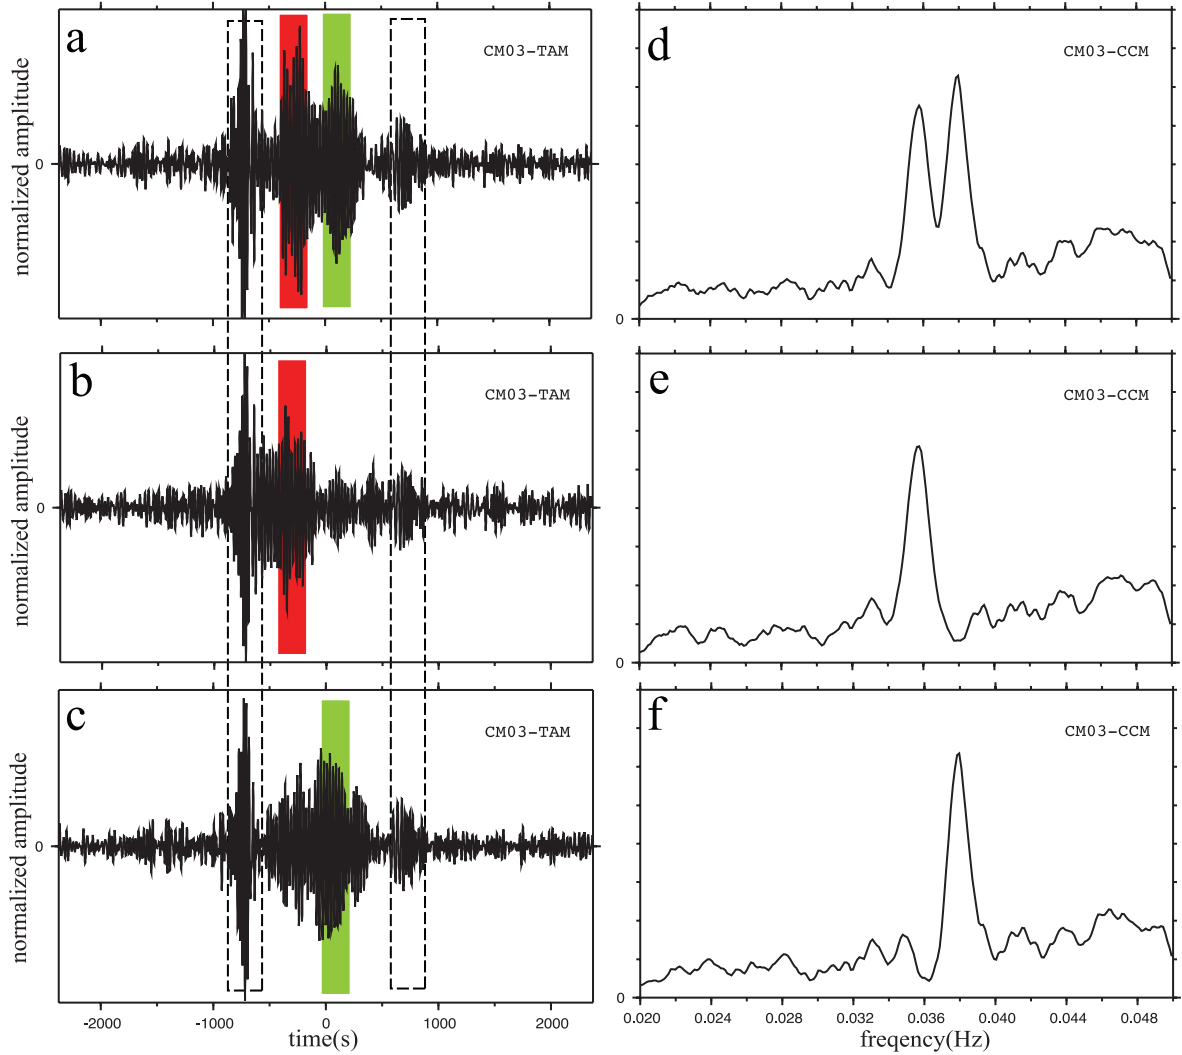 a
CM03-TAM
normalized amplitude
0
d
CM03-CCM
0
b
CM03-TAM
normalized amplitude
0
e
CM03-CCM
0
c
CM03-TAM
normalized amplitude
0
-2000 -1000 0 1000 2000
time(s)
f
CM03-CCM
0
0.020 0.024 0.028 0.032 0.036 0.040 0.044 0.048
freqency(Hz)